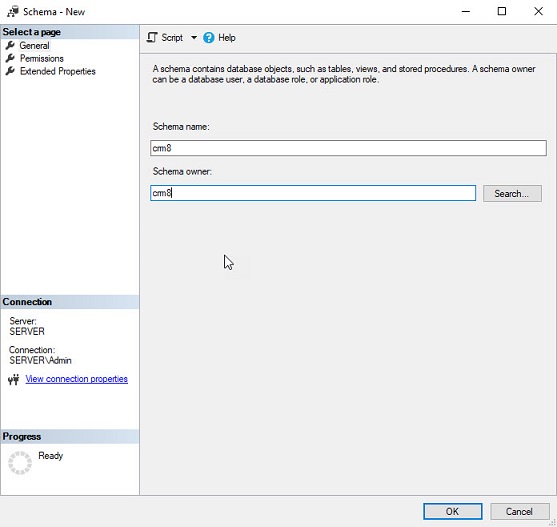 Schema - New
Select a page
General
Permissions
Extended Properties
Script
Help
A schema contains database objects, such as tables, views, and stored procedures. A schema owner
can be a database user, a database role, or application role.
Schema name:
crm8
Schema owner:
crm8
Search...
Connection
Server:
SERVER
Connection:
SERVER\Admin
View connection properties
Progress
Ready
OK
Cancel